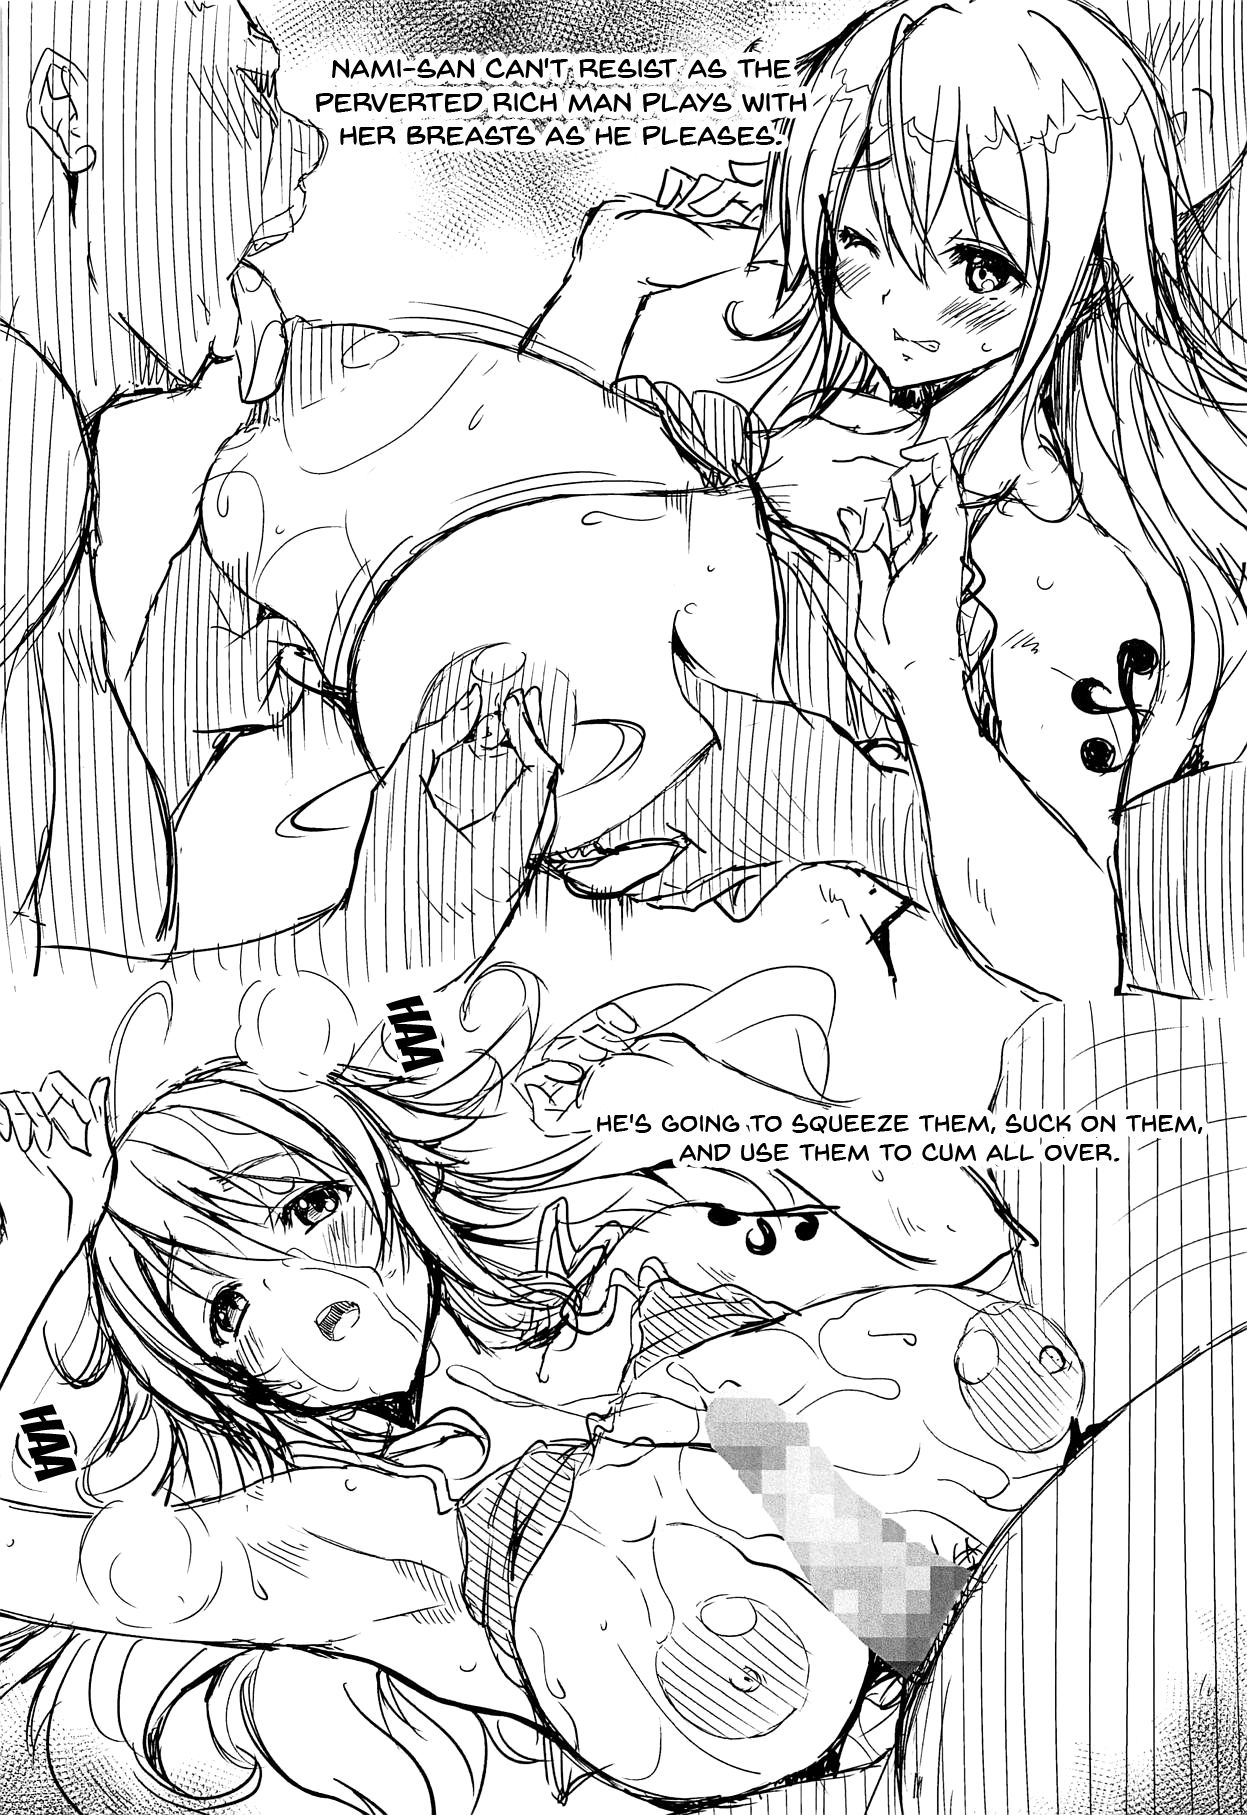 NAMI-SAN CAN'T RESIST AS THE
PERVERTED RICH MAN PLAYS WITH
HER BREASTS AS HE PLEASES.
HAA
HE'S GOING TO SQUEEZE THEM, SUCK ON THEM,
AND USE THEM TO CUM ALL OVER.
HAA